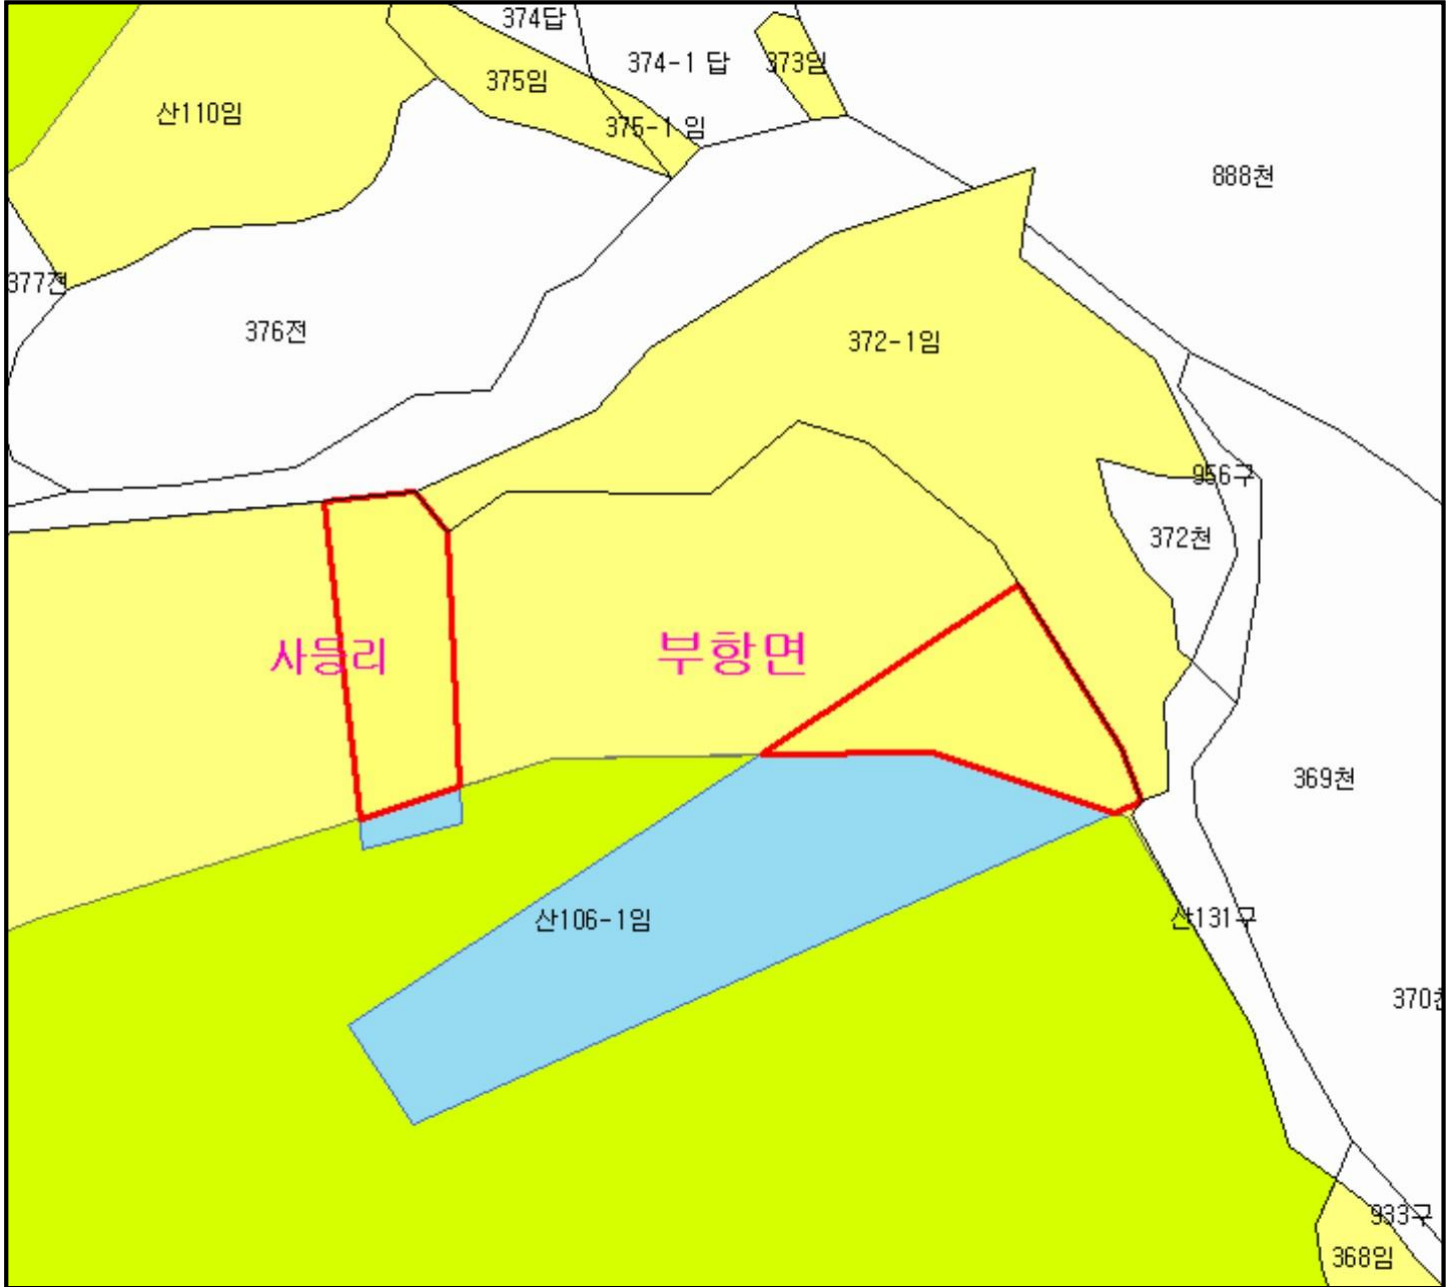 374답
374-1 답
373임
375임
산110임
375-1 임
888천
377전
376전
372-1임
956구
372천
사등리
부항면
369천
산106-1임
산131구
370천
933구
368임